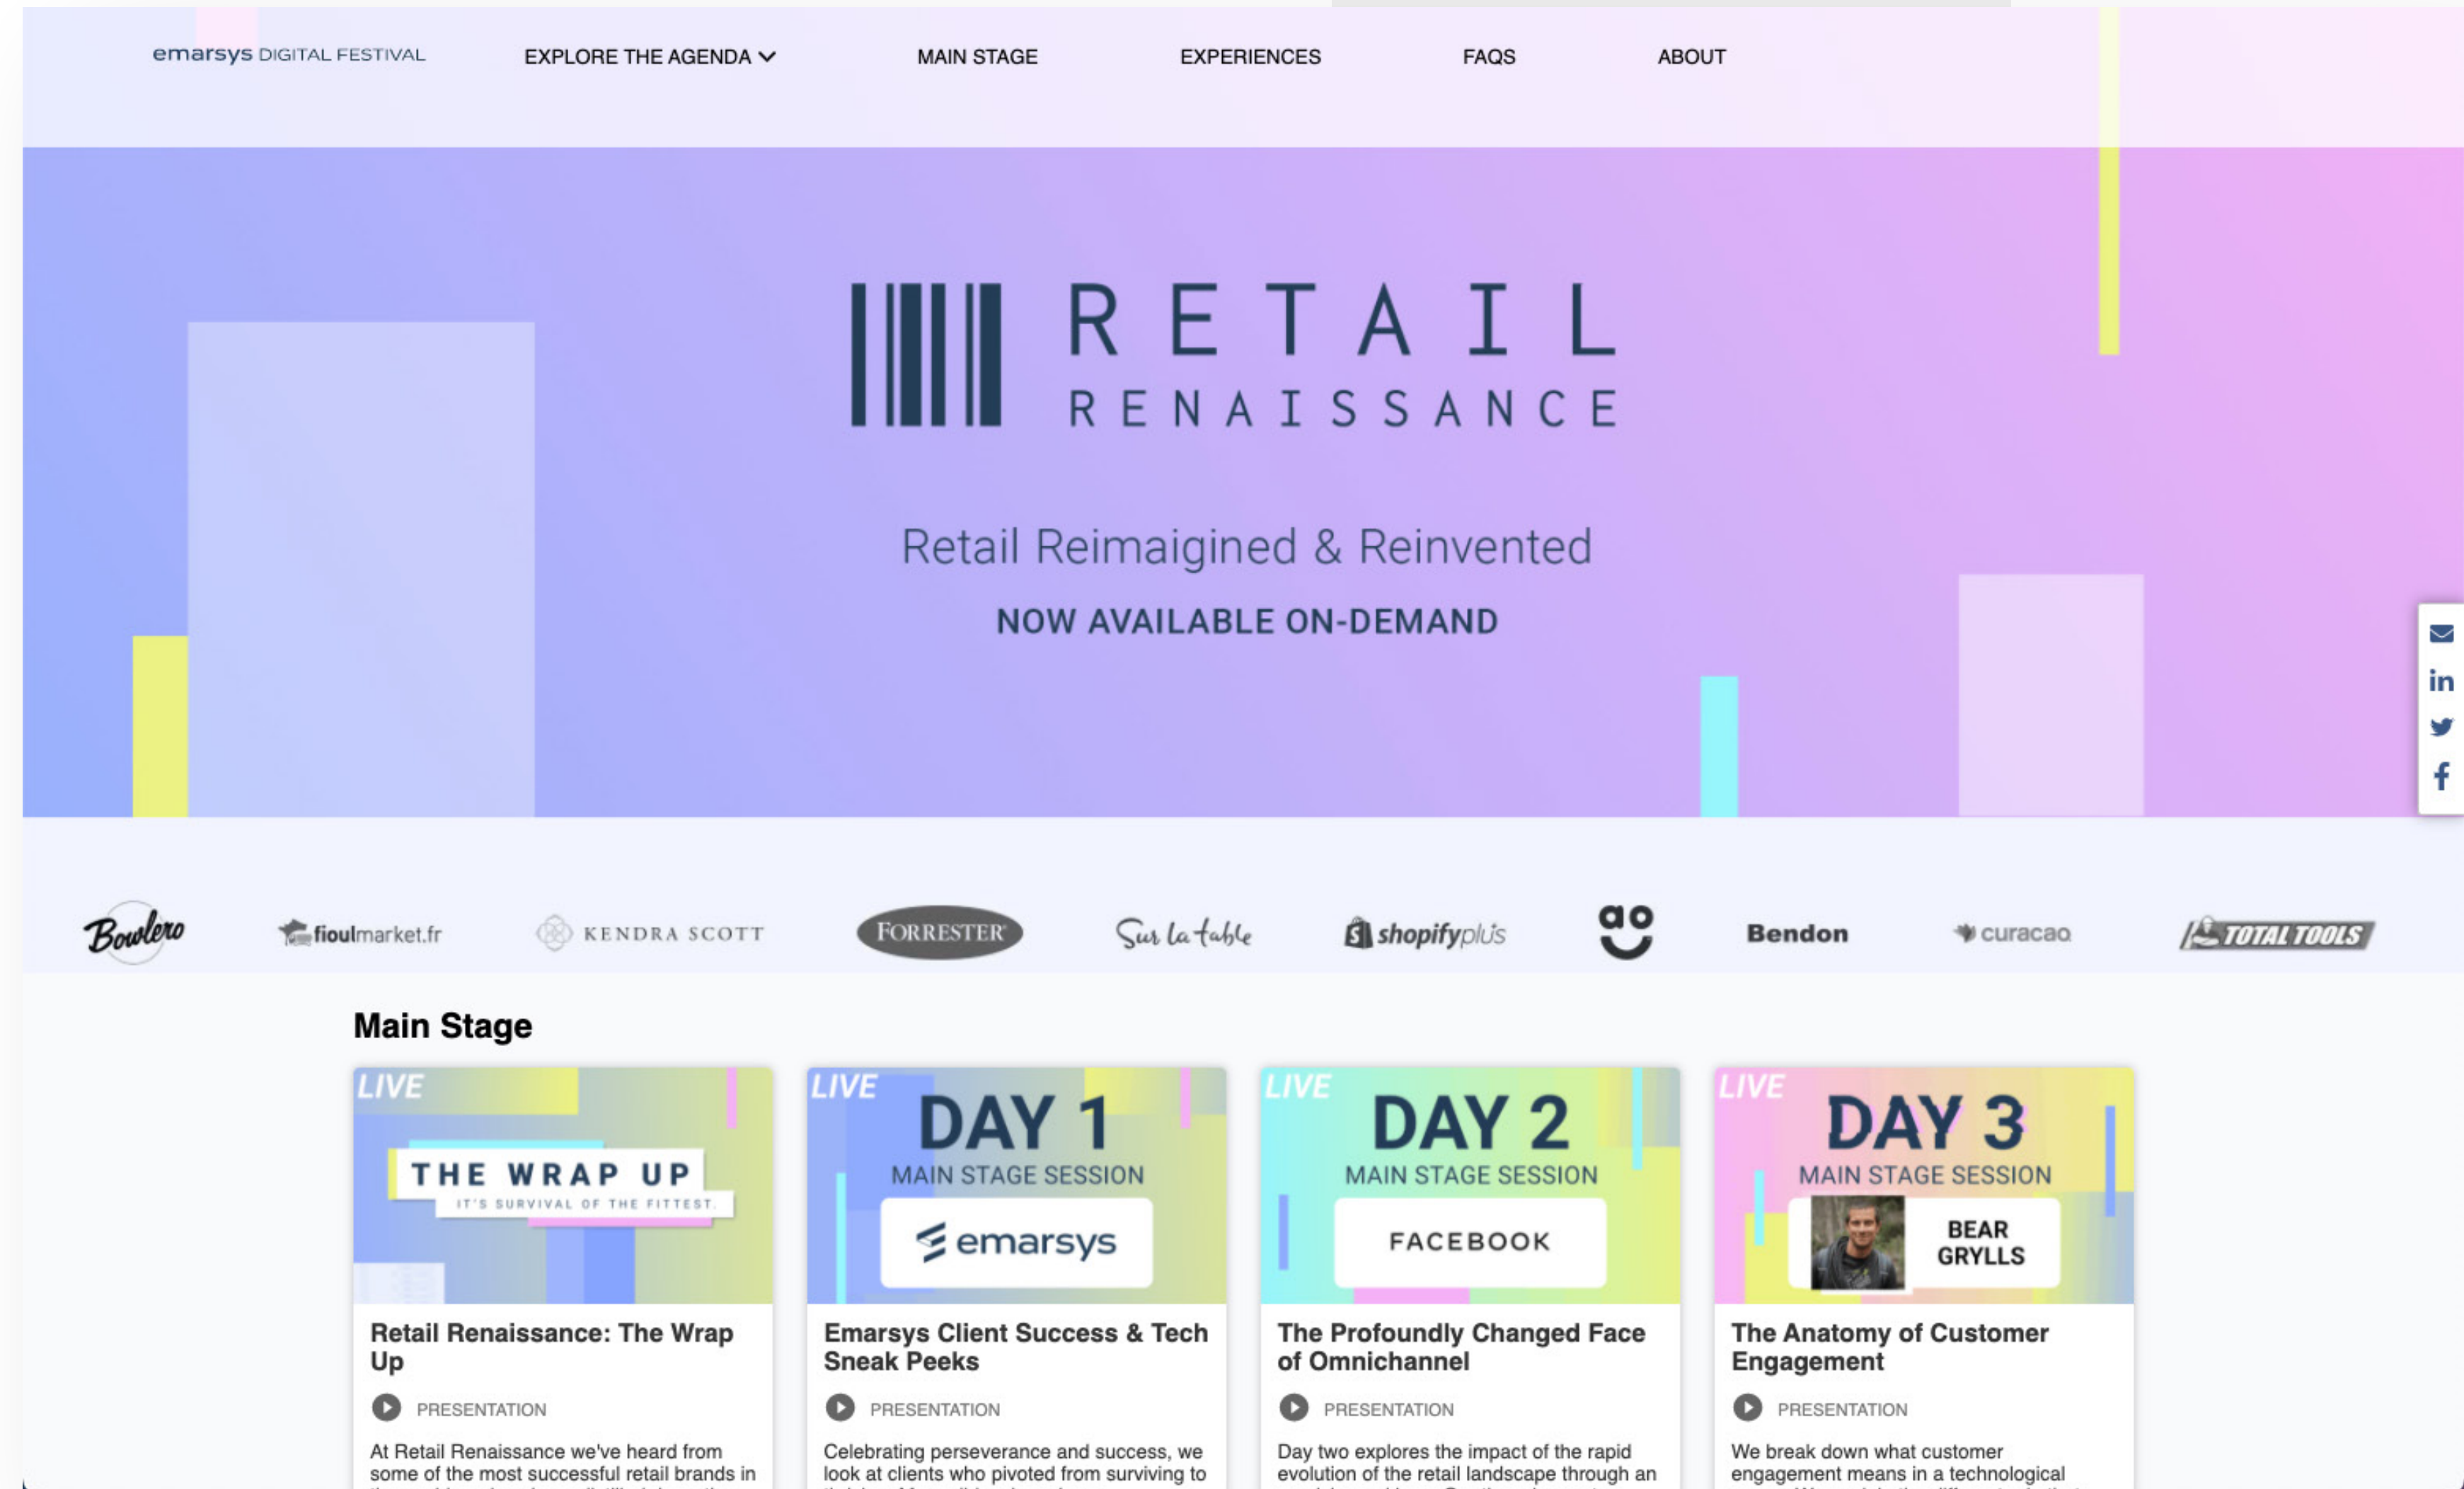 emarsys DIGITAL FESTIVAL
EXPLORE THE AGENDA
MAIN STAGE
EXPERIENCES
FAQS
ABOUT
RETAIL
RENAISSANCE
Retail Reimaigined & Reinvented
NOW AVAILABLE ON-DEMAND
in
f
Bowlero
fioulmarket.fr
KENDRA SCOTT
FORRESTER
Sur la table
shopifyplus
ao
Bendon
curacao
TOTAL TOOLS
Main Stage
LIVE
THE WRAP UP
IT'S SURVIVAL OF THE FITTEST.
Retail Renaissance: The Wrap
Up
PRESENTATION
At Retail Renaissance we've heard from
some of the most successful retail brands in
LIVE
DAY 1
MAIN STAGE SESSION
emarsys
Emarsys Client Success & Tech
Sneak Peeks
PRESENTATION
Celebrating perseverance and success, we
look at clients who pivoted from surviving to
LIVE
DAY 2
MAIN STAGE SESSION
FACEBOOK
The Profoundly Changed Face
of Omnichannel
PRESENTATION
Day two explores the impact of the rapid
evolution of the retail landscape through an
LIVE
DAY 3
MAIN STAGE SESSION
BEAR
GRYLLS
The Anatomy of Customer
Engagement
PRESENTATION
We break down what customer
engagement means in a technological